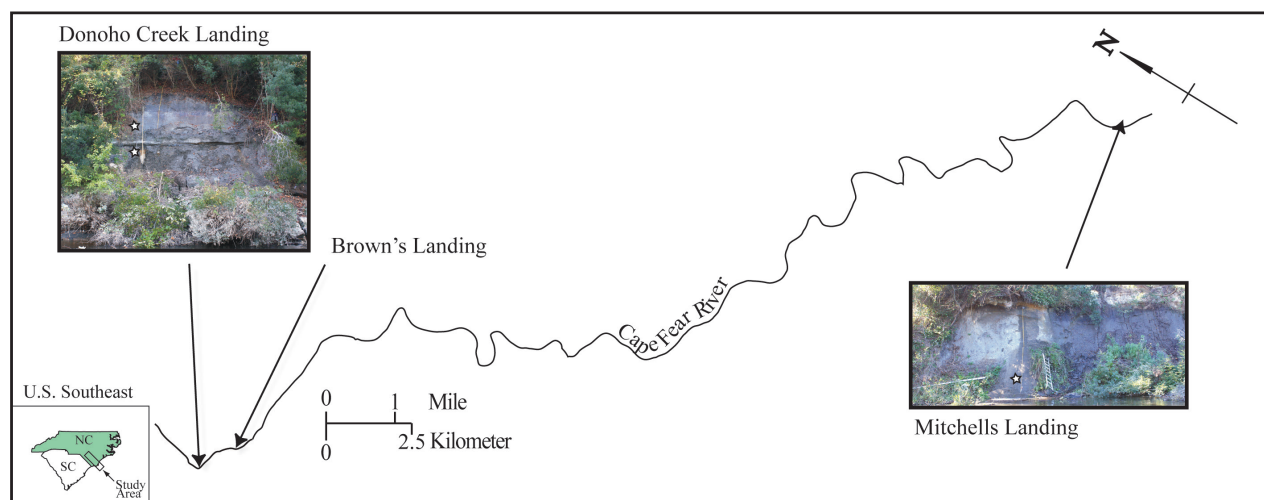 Donoho Creek Landing
N
Brown's Landing
Cape Fear River
U.S. Southeast
0 1 Mile
0 2.5 Kilometer
Mitchells Landing
NC
SC
Study
Area